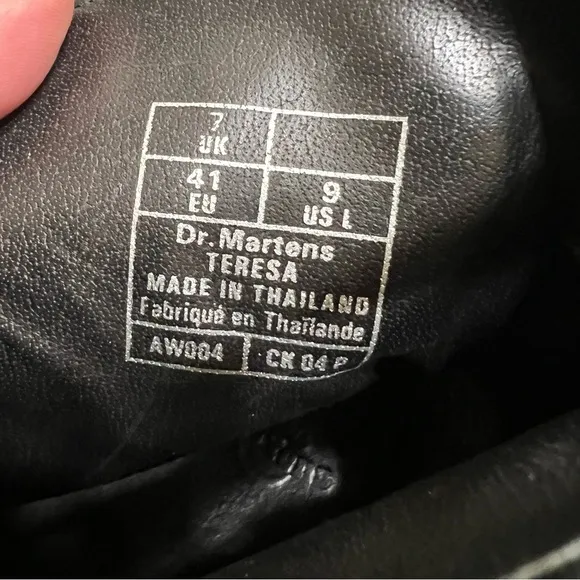 7
UK
41
EU
9
US L
Dr. Martens
TERESA
MADE IN THAILAND
Fabriqué en Thaïlande
AW004 CK 04 P